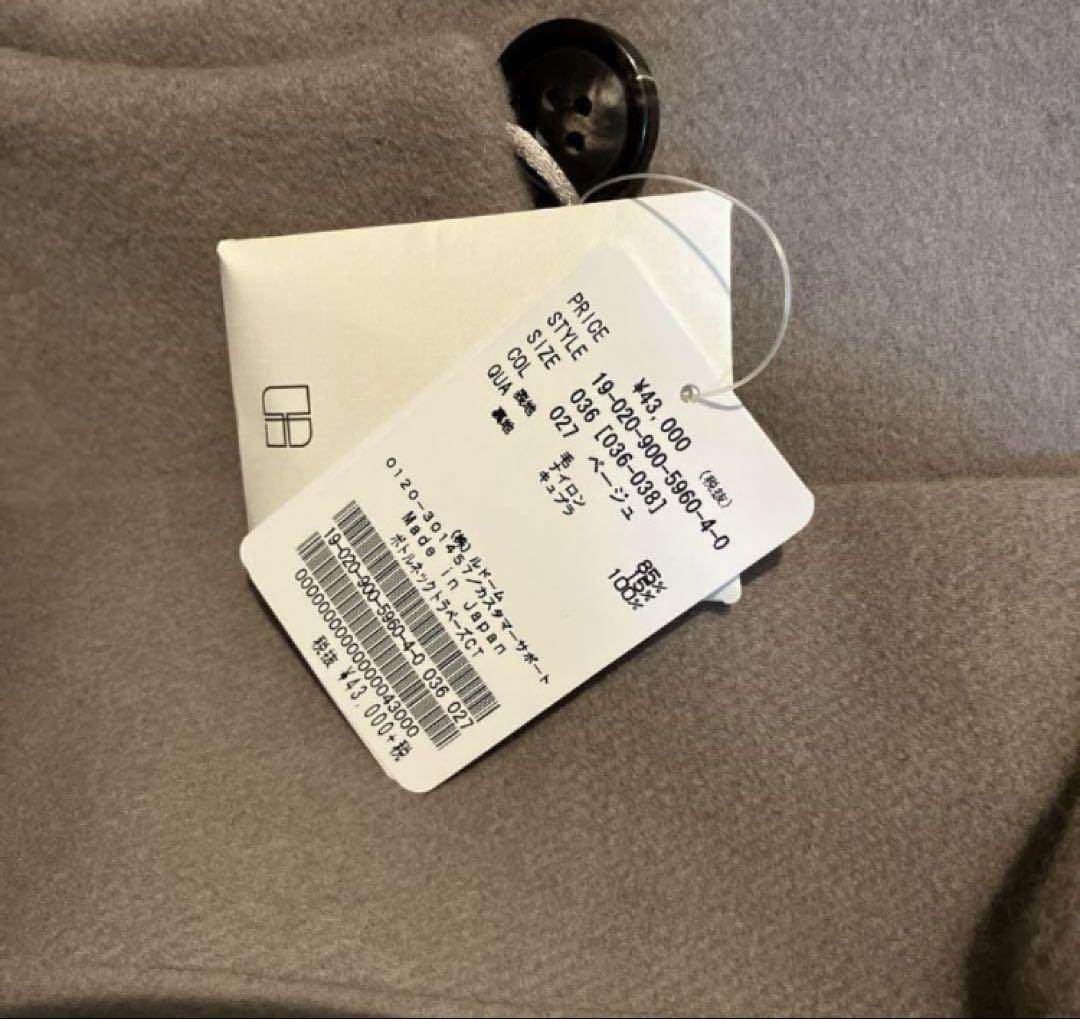 PRICE ¥43,000 (税抜)
STYLE 19-020-900-5960-4-0
SIZE 036 [036-038]
COL 027 ベージュ
QUA 表地 毛 85%
ナイロン 15%
裏地 キュプラ 100%
(株)ルドーム
0120-301457/カスタマーサポート
Made in Japan
ボトルネックトラペーズCT
19-020-900-5960-4-0 036 027
0000000000000043000
税抜 ¥43,000+税